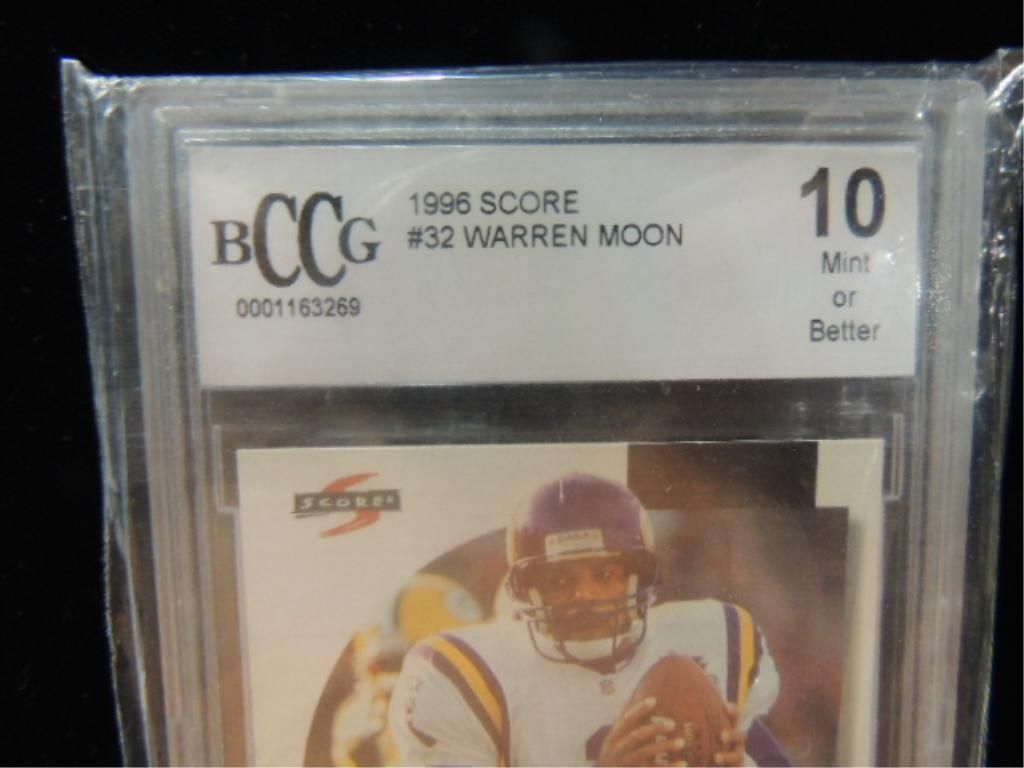 BCCG
0001163269
1996 SCORE
#32 WARREN MOON
10
Mint
or
Better
SCORE